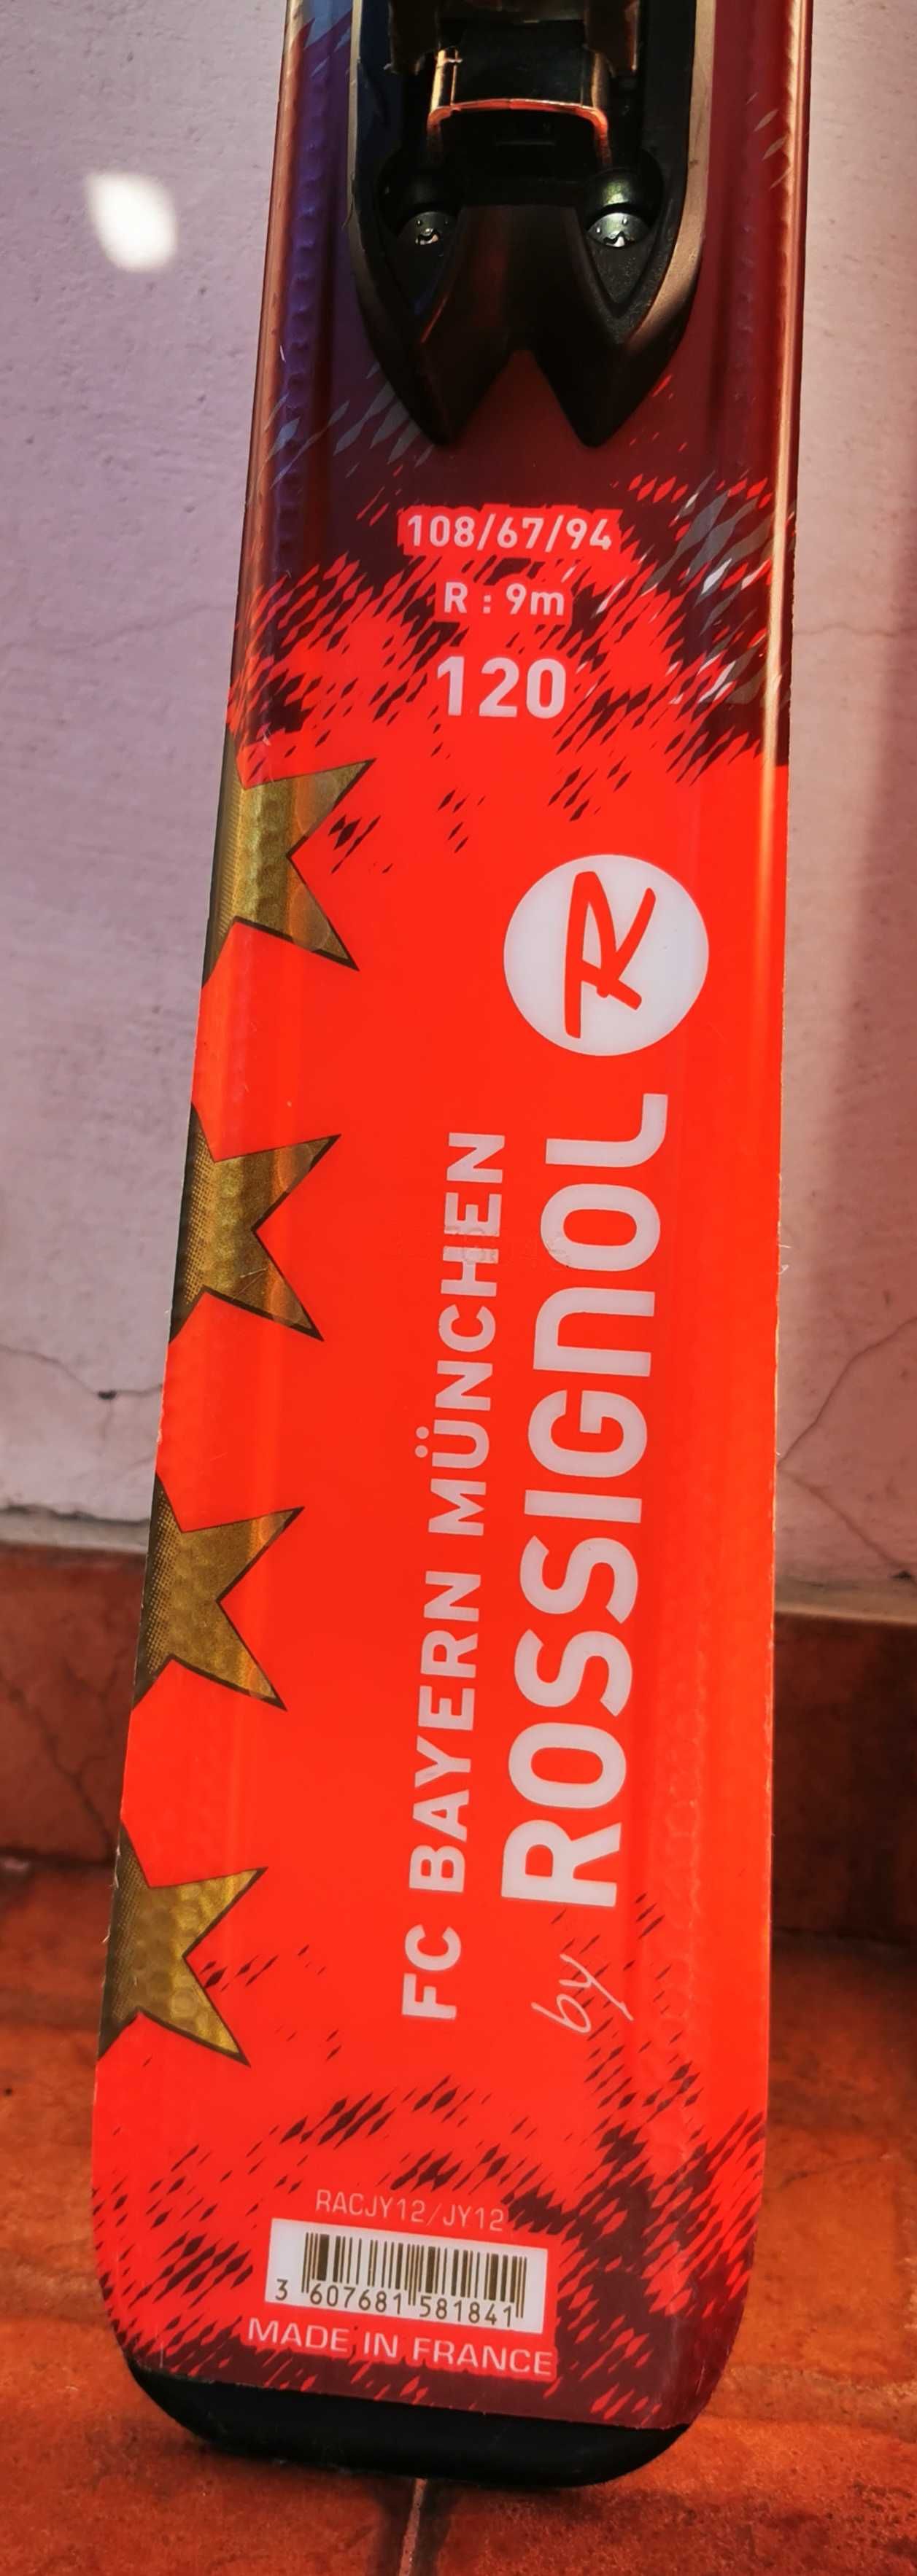 108/67/94
R : 9m
120
R
FC BAYERN MÜNCHEN
by ROSSIGNOL
RACJY12/JY12
3 607681 581841
MADE IN FRANCE